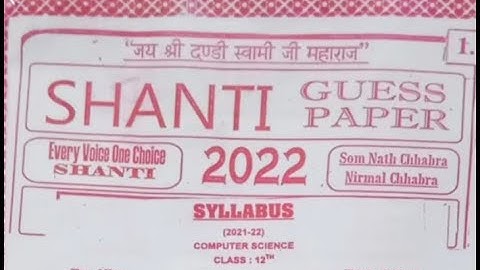 "जय श्री दण्डी स्वामी जी महाराज"
1.
SHANTI GUESS PAPER
Every Voice One Choice
SHANTI
2022
Som Nath Chhabra
Nirmal Chhabra
SYLLABUS
(2021-22)
COMPUTER SCIENCE
CLASS : 12TH